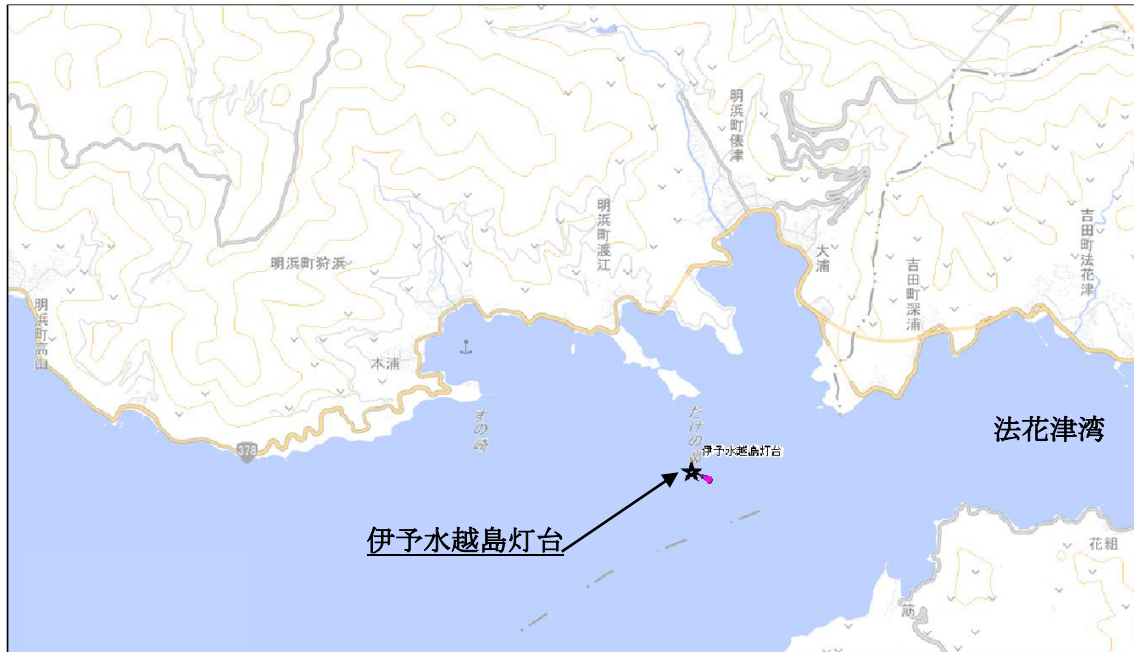 明浜町俵津
明浜町渡江
明浜町狩浜
大浦
吉田町深浦
吉田町法花津
明浜町高山
本浦
すの崎
だけの鼻
378
法花津湾
伊予水越島灯台
伊予水越島灯台
花組
筋